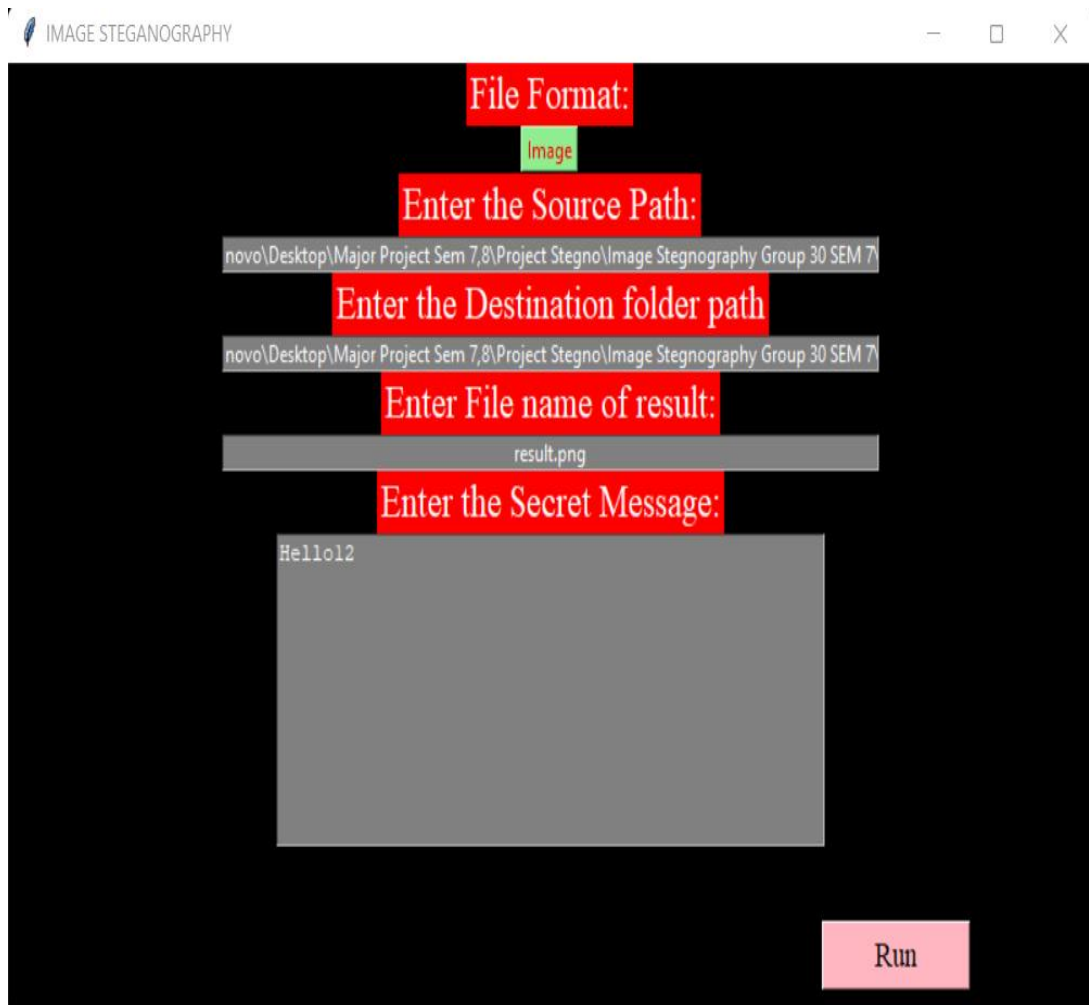 IMAGE STEGANOGRAPHY
File Format:
Image
Enter the Source Path:
novo\Desktop\Major Project Sem 7,8\Project Stegno\Image Stegnography Group 30 SEM 7\
Enter the Destination folder path
novo\Desktop\Major Project Sem 7,8\Project Stegno\Image Stegnography Group 30 SEM 7\
Enter File name of result:
result.png
Enter the Secret Message:
Hello12
Run